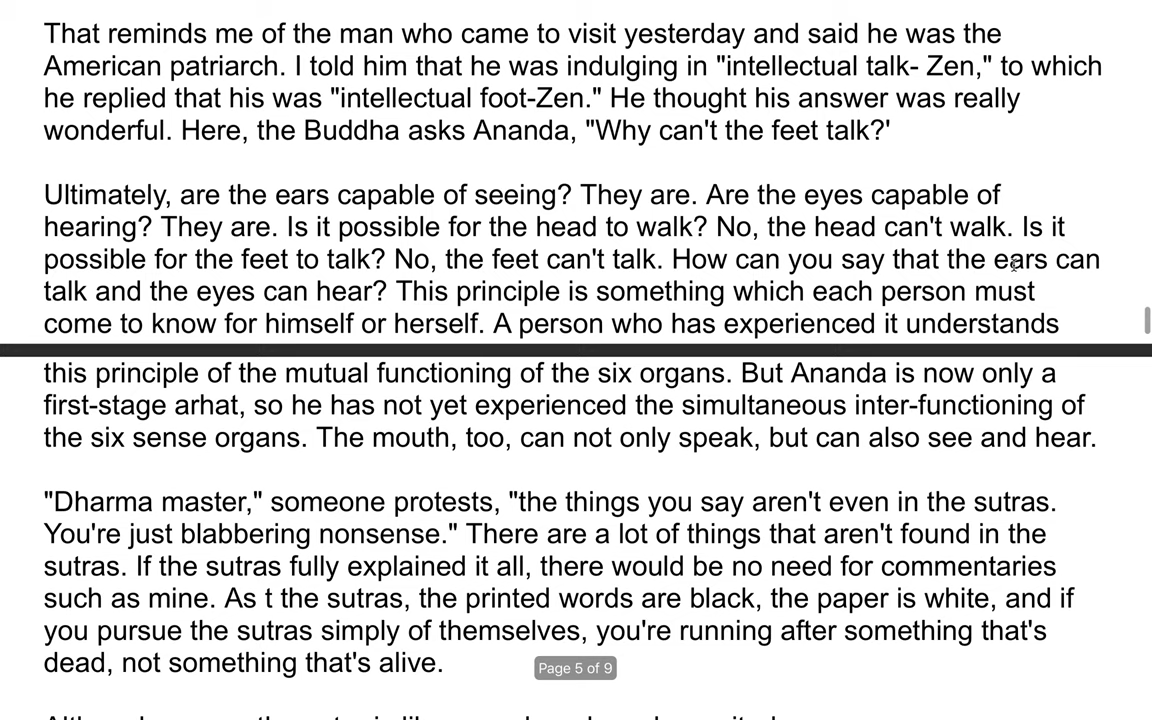 That reminds me of the man who came to visit yesterday and said he was the
American patriarch. I told him that he was indulging in "intellectual talk- Zen," to which
he replied that his was "intellectual foot-Zen." He thought his answer was really
wonderful. Here, the Buddha asks Ananda, "Why can't the feet talk?'
Ultimately, are the ears capable of seeing? They are. Are the eyes capable of
hearing? They are. Is it possible for the head to walk? No, the head can't walk. Is it
possible for the feet to talk? No, the feet can't talk. How can you say that the ears can
talk and the eyes can hear? This principle is something which each person must
come to know for himself or herself. A person who has experienced it understands
this principle of the mutual functioning of the six organs. But Ananda is now only a
first-stage arhat, so he has not yet experienced the simultaneous inter-functioning of
the six sense organs. The mouth, too, can not only speak, but can also see and hear.
"Dharma master," someone protests, "the things you say aren't even in the sutras.
You're just blabbering nonsense." There are a lot of things that aren't found in the
sutras. If the sutras fully explained it all, there would be no need for commentaries
such as mine. As t the sutras, the printed words are black, the paper is white, and if
you pursue the sutras simply of themselves, you're running after something that's
dead, not something that's alive.
Page 5 of 9